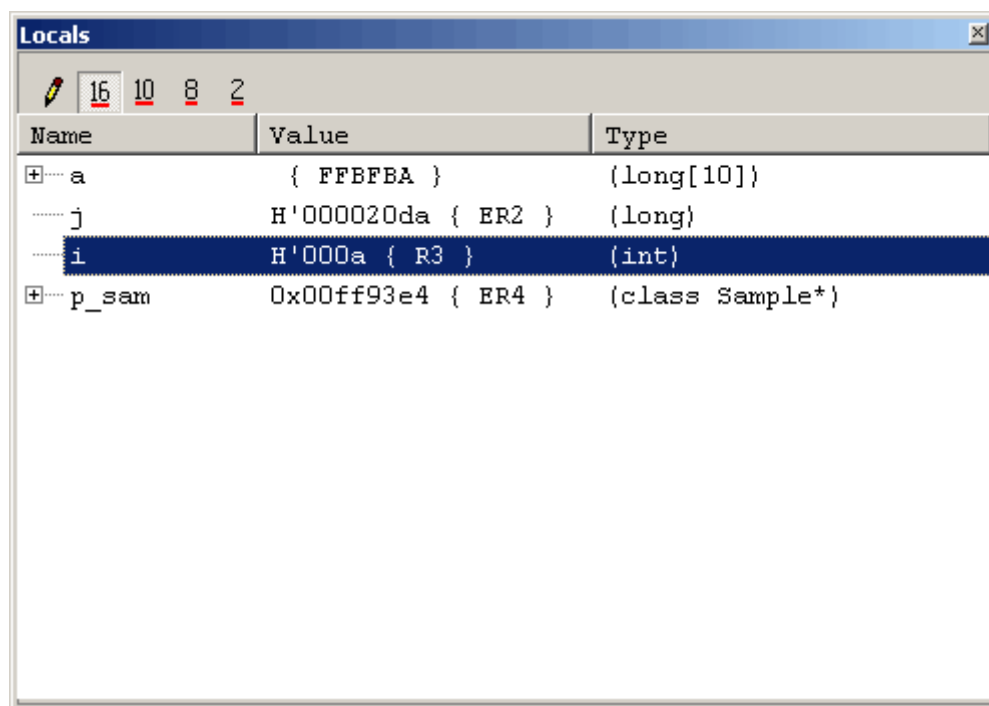 Locals
16 10 8 2
Name Value Type
a { FFBFBA } (long[10])
j H'000020da { ER2 } (long)
i H'000a { R3 } (int)
p_sam 0x00ff93e4 { ER4 } (class Sample*)